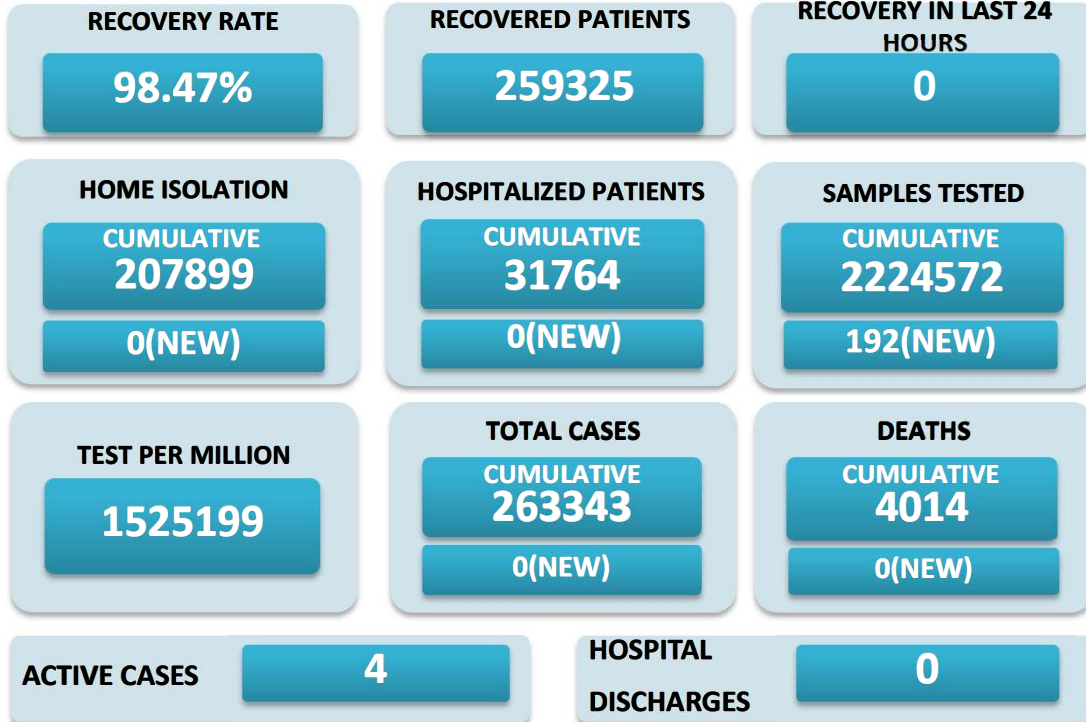 RECOVERY RATE
98.47%
RECOVERED PATIENTS
259325
RECOVERY IN LAST 24
HOURS
0
HOME ISOLATION
CUMULATIVE
207899
0(NEW)
HOSPITALIZED PATIENTS
CUMULATIVE
31764
0(NEW)
SAMPLES TESTED
CUMULATIVE
2224572
192(NEW)
TEST PER MILLION
1525199
TOTAL CASES
CUMULATIVE
263343
0(NEW)
DEATHS
CUMULATIVE
4014
0(NEW)
ACTIVE CASES
4
HOSPITAL
DISCHARGES
0